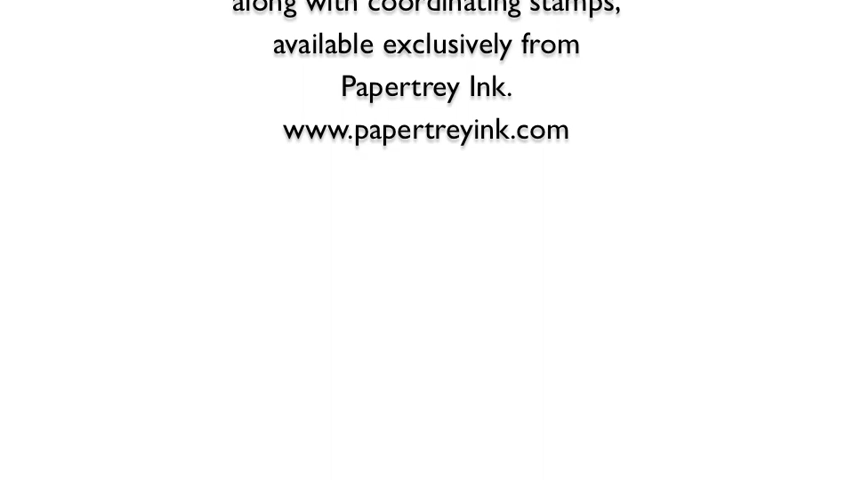 along with coordinating stamps,
available exclusively from
Papertrey Ink.
www.papertreyink.com